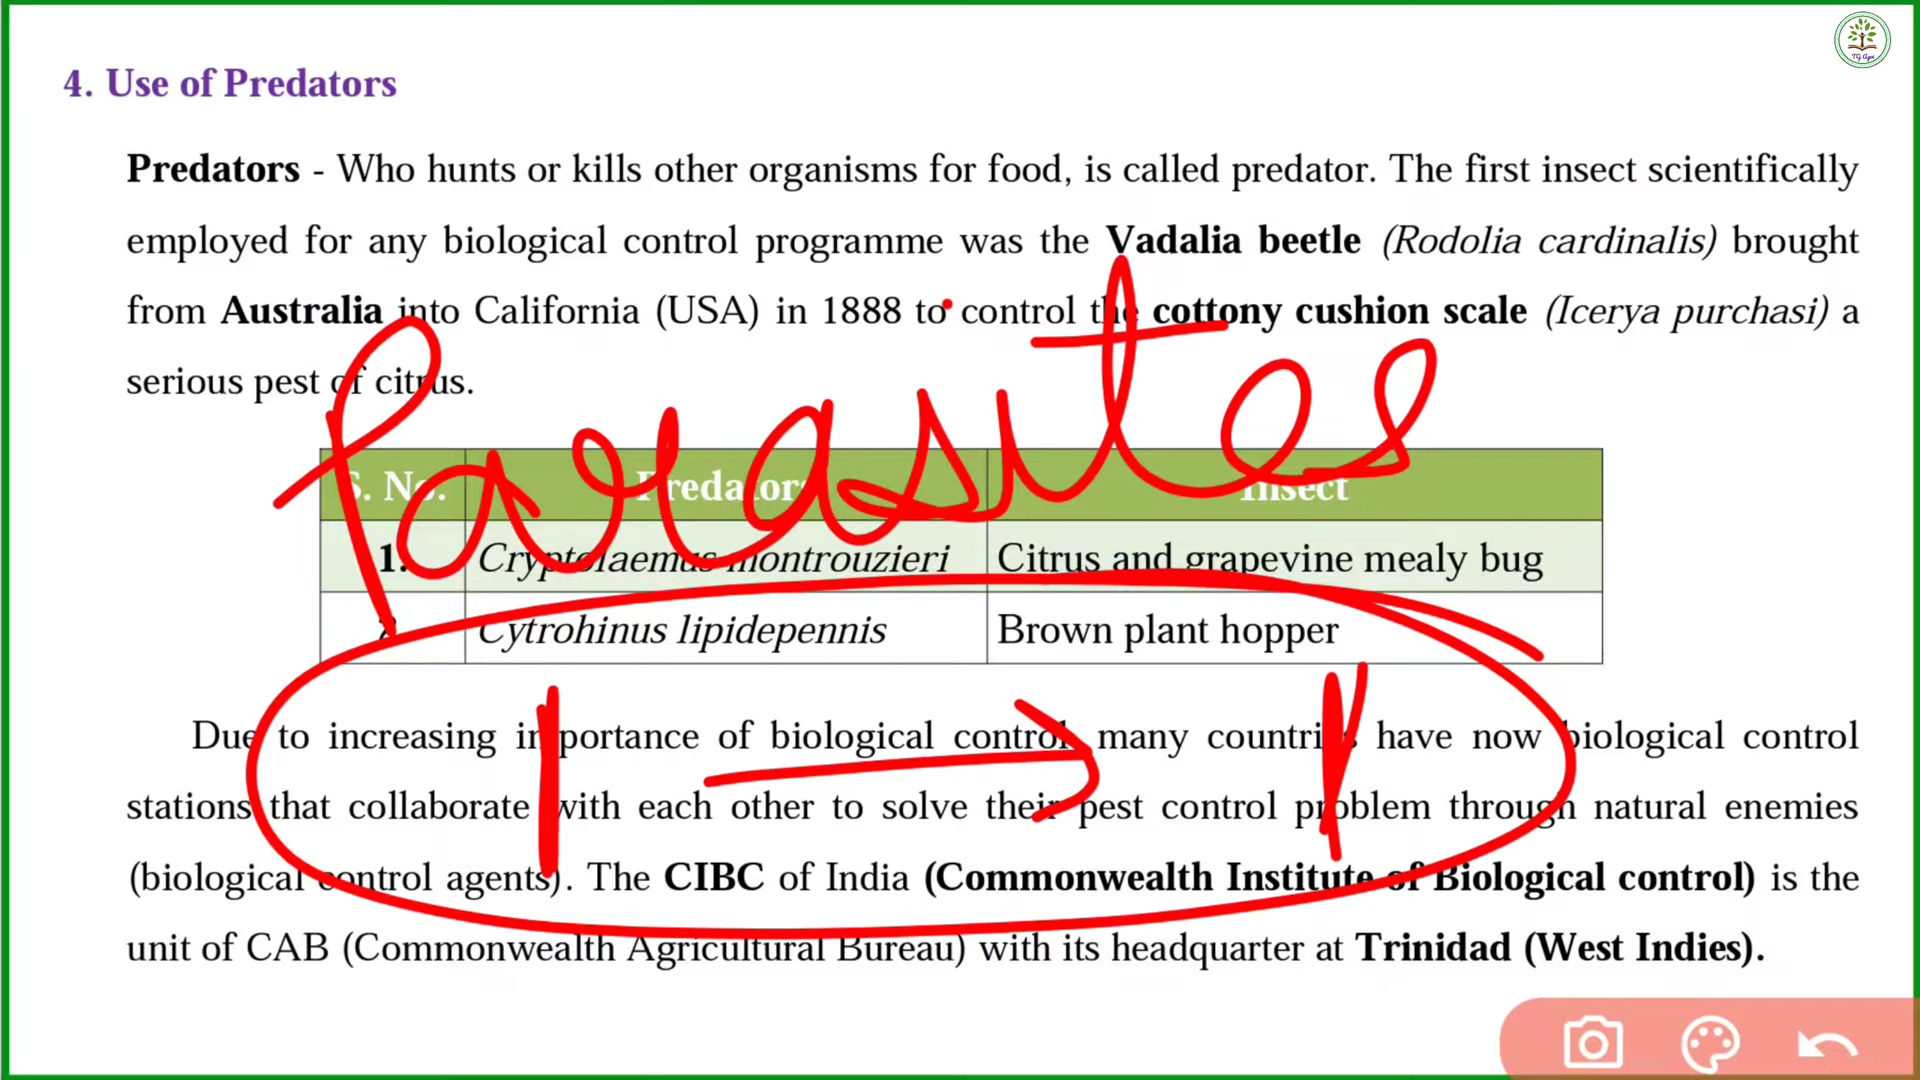 4. Use of Predators
Predators - Who hunts or kills other organisms for food, is called predator. The first insect scientifically
employed for any biological control programme was the Vadalia beetle (Rodolia cardinalis) brought
from Australia into California (USA) in 1888 to control the cottony cushion scale (Icerya purchasi) a
serious pest of citrus.
Parasites
S. No. Predators Insect
1. Cryptolaemus montrouzieri Citrus and grapevine mealy bug
2. Cytrohinus lipidepennis Brown plant hopper
Due to increasing importance of biological control, many countries have now biological control
stations that collaborate with each other to solve their pest control problem through natural enemies
(biological control agents). The CIBC of India (Commonwealth Institute of Biological control) is the
unit of CAB (Commonwealth Agricultural Bureau) with its headquarter at Trinidad (West Indies).
TG Agri